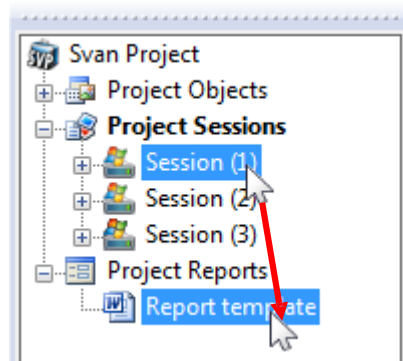 Svan Project
Project Objects
Project Sessions
Session (1)
Session (2)
Session (3)
Project Reports
Report template